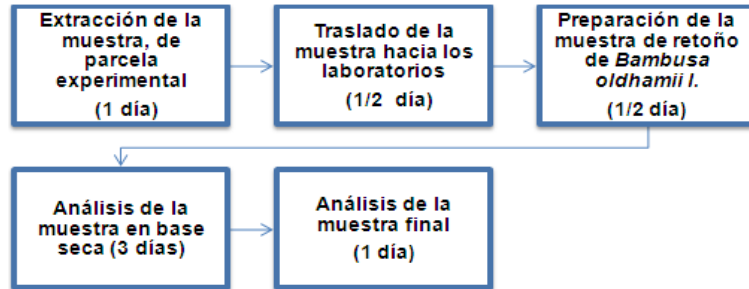 Extracción de la
muestra, de
parcela
experimental
(1 día)
Traslado de la
muestra hacia los
laboratorios
(1/2 día)
Preparación de la
muestra de retoño
de Bambusa
oldhamii l.
(1/2 día)
Análisis de la
muestra en base
seca (3 días)
Análisis de la
muestra final
(1 día)